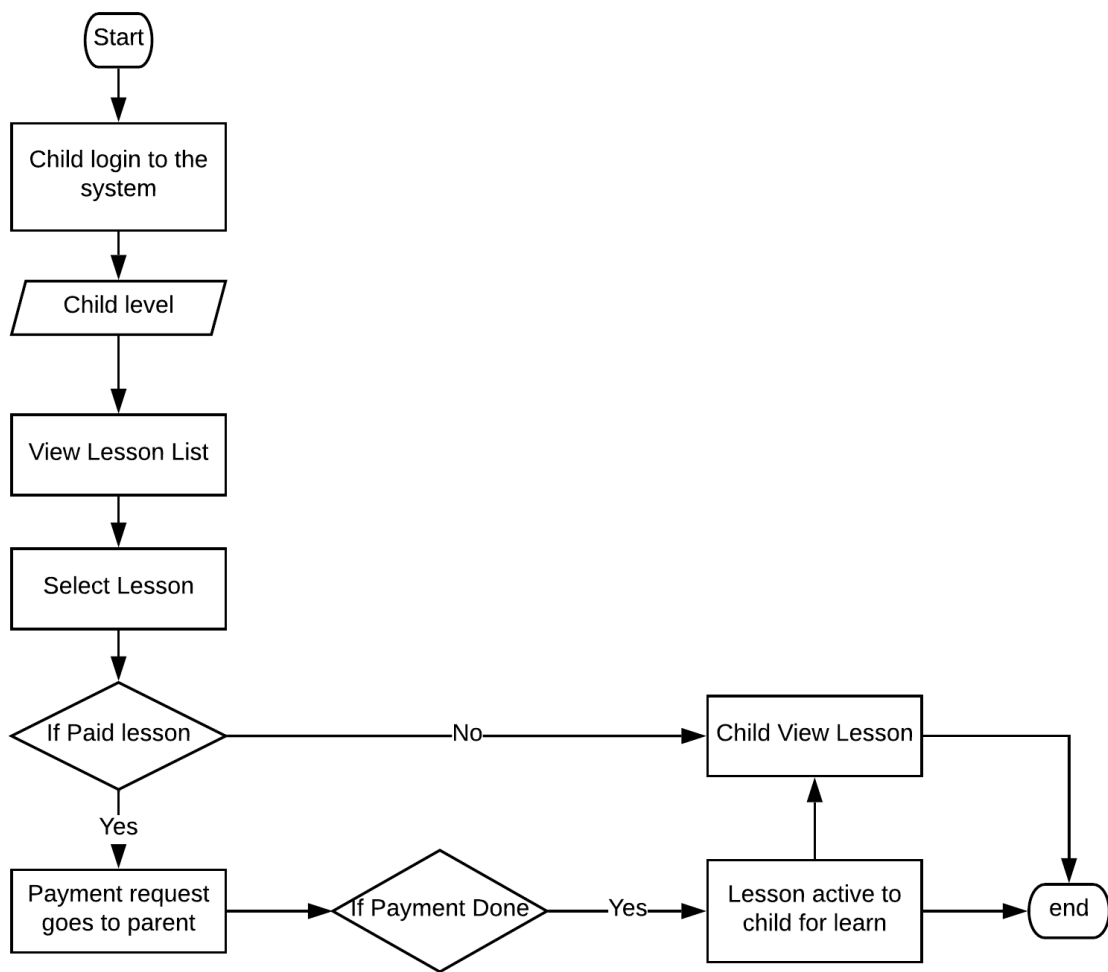 Start
Child login to the
system
Child level
View Lesson List
Select Lesson
If Paid lesson
No
Child View Lesson
Yes
Payment request
goes to parent
If Payment Done
Yes
Lesson active to
child for learn
end